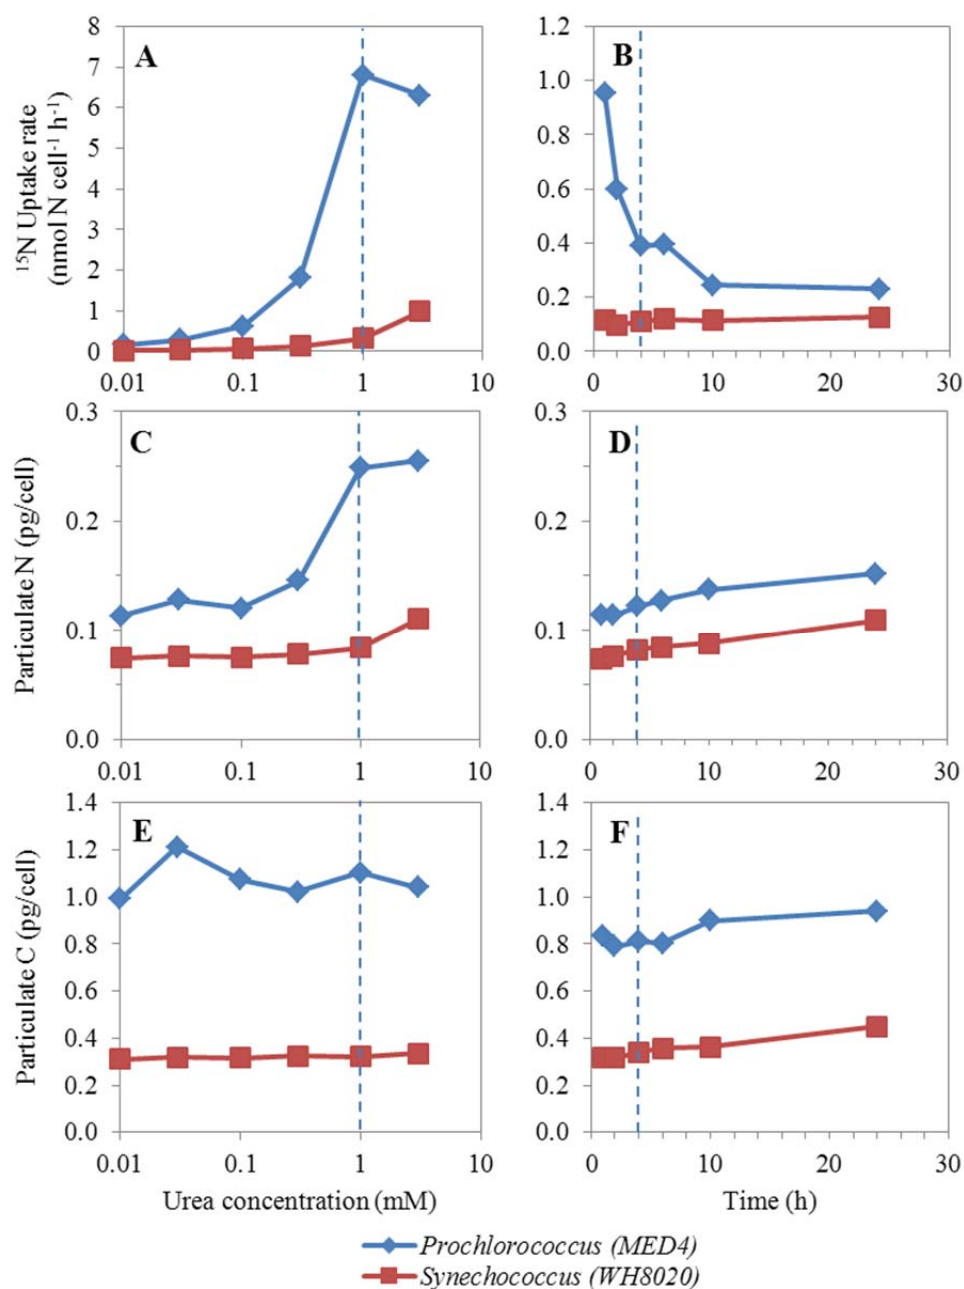 A
B
¹⁵N Uptake rate
(nmol N cell⁻¹ h⁻¹)
8
7
6
5
4
3
2
1
0
0.01 0.1 1 10
1.2
1.0
0.8
0.6
0.4
0.2
0.0
0 10 20 30
C
D
Particulate N (pg/cell)
0.3
0.2
0.1
0.0
0.01 0.1 1 10
0.3
0.2
0.1
0.0
0 10 20 30
E
F
Particulate C (pg/cell)
1.4
1.2
1.0
0.8
0.6
0.4
0.2
0.0
0.01 0.1 1 10
1.4
1.2
1.0
0.8
0.6
0.4
0.2
0.0
0 10 20 30
Urea concentration (mM)
Time (h)
Prochlorococcus (MED4)
Synechococcus (WH8020)